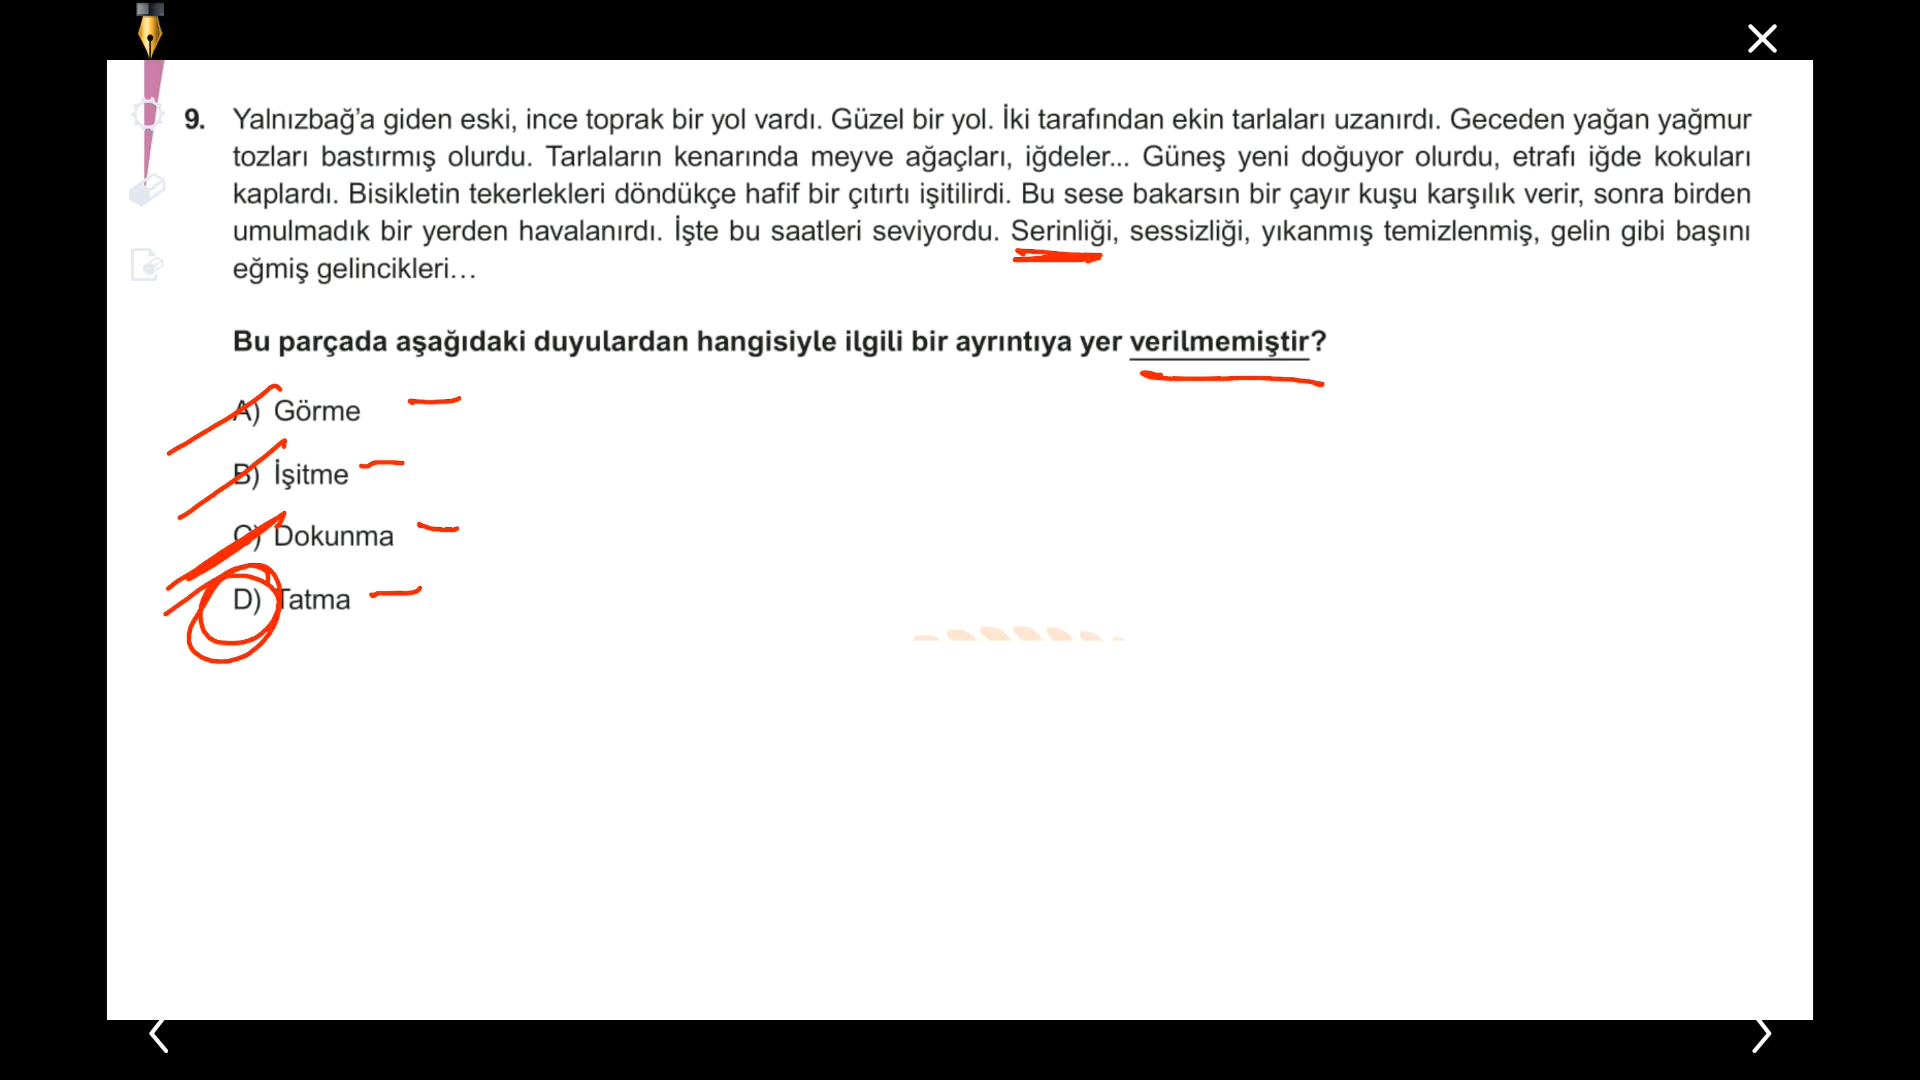 9. Yalnızbağ’a giden eski, ince toprak bir yol vardı. Güzel bir yol. İki tarafından ekin tarlaları uzanırdı. Geceden yağan yağmur
tozları bastırmış olurdu. Tarlaların kenarında meyve ağaçları, iğdeler... Güneş yeni doğuyor olurdu, etrafı iğde kokuları
kaplardı. Bisikletin tekerlekleri döndükçe hafif bir çıtırtı işitilirdi. Bu sese bakarsın bir çayır kuşu karşılık verir, sonra birden
umulmadık bir yerden havalanırdı. İşte bu saatleri seviyordu. Serinliği, sessizliği, yıkanmış temizlenmiş, gelin gibi başını
eğmiş gelincikleri…
Bu parçada aşağıdaki duyulardan hangisiyle ilgili bir ayrıntıya yer verilmemiştir?
A) Görme
B) İşitme
C) Dokunma
D) Tatma